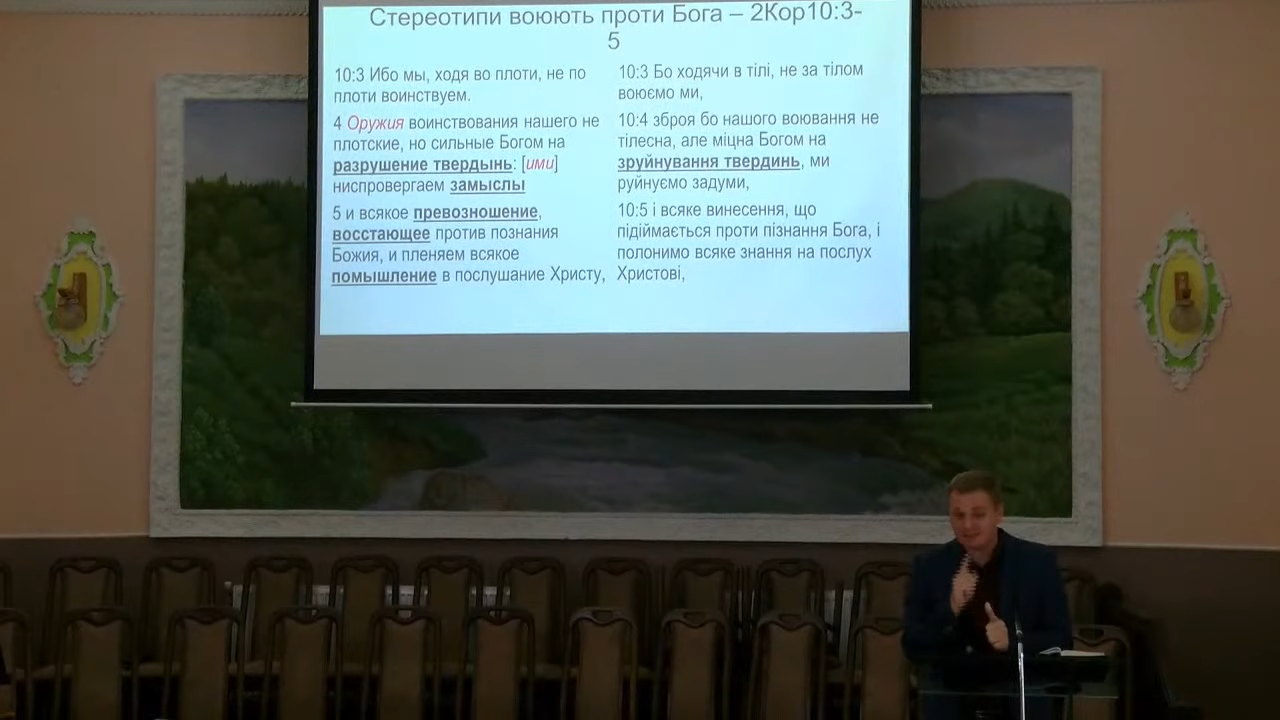 Стереотипи воюють проти Бога – 2Кор10:3-
5
10:3 Ибо мы, ходя во плоти, не по
плоти воинствуем.
4 Оружия воинствования нашего не
плотские, но сильные Богом на
разрушение твердынь: [ими]
ниспровергаем замыслы
5 и всякое превозношение,
восстающее против познания
Божия, и пленяем всякое
помышление в послушание Христу,
10:3 Бо ходячи в тілі, не за тілом
воюємо ми,
10:4 зброя бо нашого воювання не
тілесна, але міцна Богом на
зруйнування твердинь, ми
руйнуємо задуми,
10:5 і всяке винесення, що
підіймається проти пізнання Бога, і
полонимо всяке знання на послух
Христові,